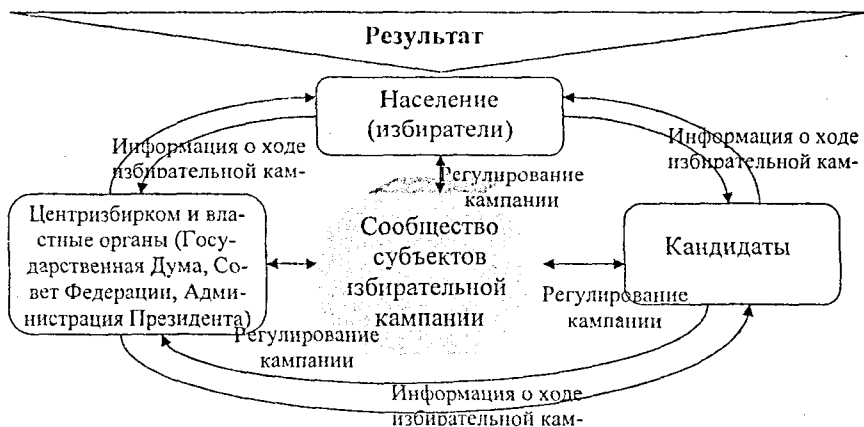 Результат
Население
(избиратели)
Информация о ходе
избирательной кам-
Информация о ходе
избирательной кам-
Регулирование
кампании
Центризбирком и вла-
стные органы (Госу-
дарственная Дума, Со-
вет Федерации, Адми-
нистрация Президента)
Сообщество
субъектов
избирательной
кампании
Кандидаты
Регулирование
кампании
Регулирование
кампании
Информация о ходе
избирательной кам-